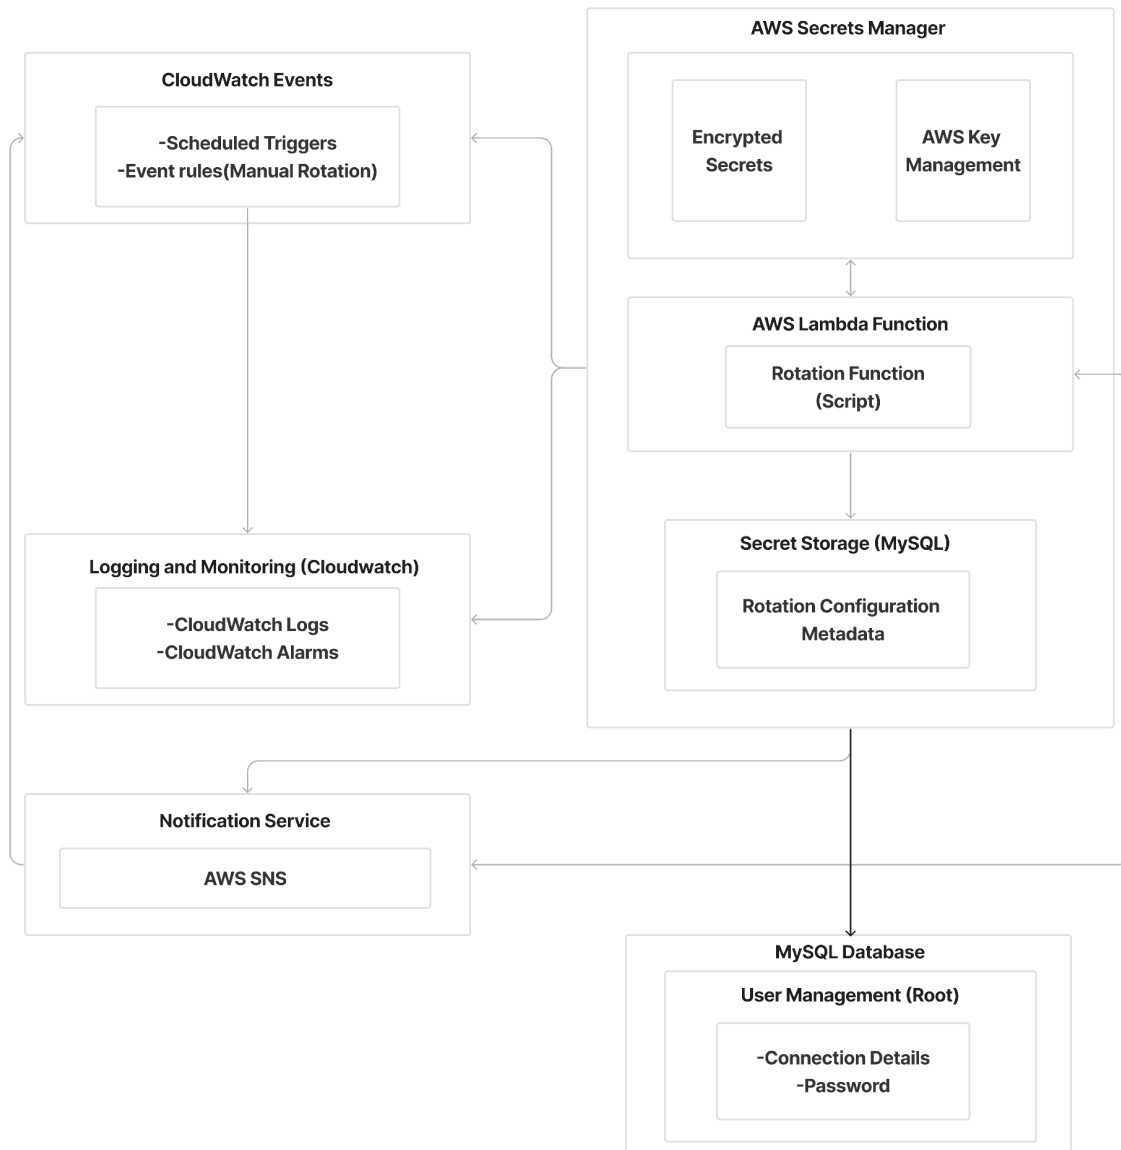 AWS Secrets Manager
CloudWatch Events
-Scheduled Triggers
-Event rules(Manual Rotation)
Encrypted
Secrets
AWS Key
Management
AWS Lambda Function
Rotation Function
(Script)
Secret Storage (MySQL)
Rotation Configuration
Metadata
Logging and Monitoring (Cloudwatch)
-CloudWatch Logs
-CloudWatch Alarms
Notification Service
AWS SNS
MySQL Database
User Management (Root)
-Connection Details
-Password